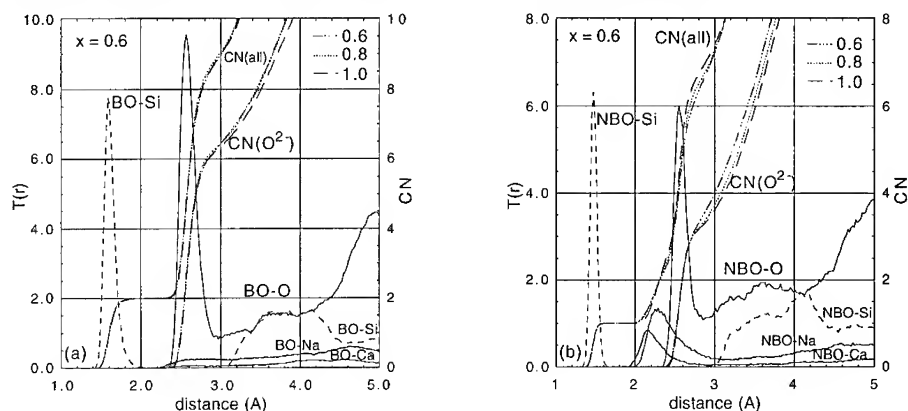 10.0
8.0
6.0
4.0
2.0
0.0
T(r)
x = 0.6
BO-Si
CN(all)
CN(O²⁻)
BO-O
BO-Si
BO-Na
BO-Ca
(a)
0.6
0.8
1.0
10
8
6
4
2
0
CN
1.0
2.0
3.0
4.0
5.0
distance (A)
8.0
6.0
4.0
2.0
0.0
T(r)
x = 0.6
NBO-Si
CN(all)
CN(O²⁻)
NBO-O
NBO-Si
NBO-Na
NBO-Ca
(b)
0.6
0.8
1.0
8
6
4
2
0
CN
1
2
3
4
5
distance (A)